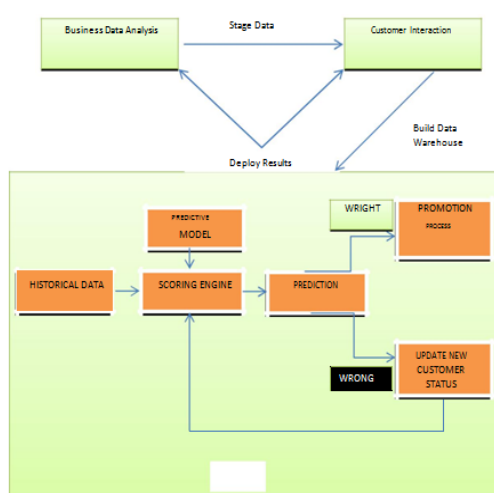 Business Data Analysis
Stage Data
Customer Interaction
Build Data
Warehouse
Deploy Results
WRIGHT
PROMOTION
PROCESS
PREDICTIVE
MODEL
HISTORICAL DATA
SCORING ENGINE
PREDICTION
WRONG
UPDATE NEW
CUSTOMER
STATUS